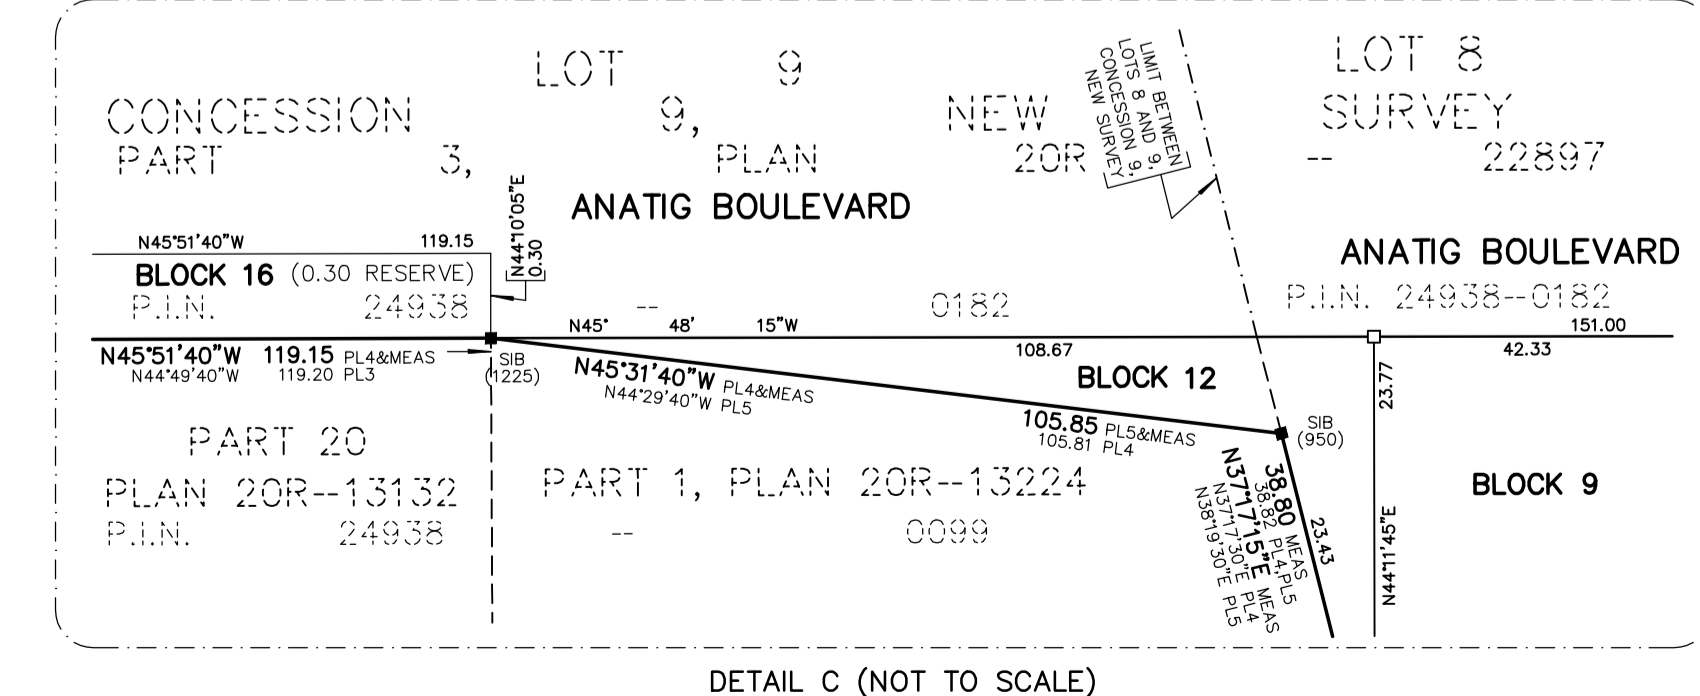 LOT 9
LOT 8
CONCESSION 9, NEW SURVEY
PART 3, PLAN 20R -- 22897
LIMIT BETWEEN
LOTS 8 AND 9,
CONCESSION 9,
NEW SURVEY
ANATIG BOULEVARD
ANATIG BOULEVARD
N44°10'05"E
0.30
N45°51'40"W 119.15
BLOCK 16 (0.30 RESERVE)
P.I.N. 24938 -- 0182
P.I.N. 24938--0182
N45° 48' 15"W
151.00
108.67
42.33
N45°51'40"W 119.15 PL4&MEAS
N44°49'40"W 119.20 PL3
SIB
(1225)
N45°31'40"W PL4&MEAS
N44°29'40"W PL5
BLOCK 12
23.77
105.85 PL5&MEAS
105.81 PL4
SIB
(950)
PART 20
PLAN 20R--13132
P.I.N. 24938 -- 0099
PART 1, PLAN 20R--13224
38.80 MEAS
38.82 PL4,PL5
N37°17'15"E MEAS
N37°17'30"E PL4
N38°19'30"E PL5
23.43
N44°11'45"E
BLOCK 9
DETAIL C (NOT TO SCALE)